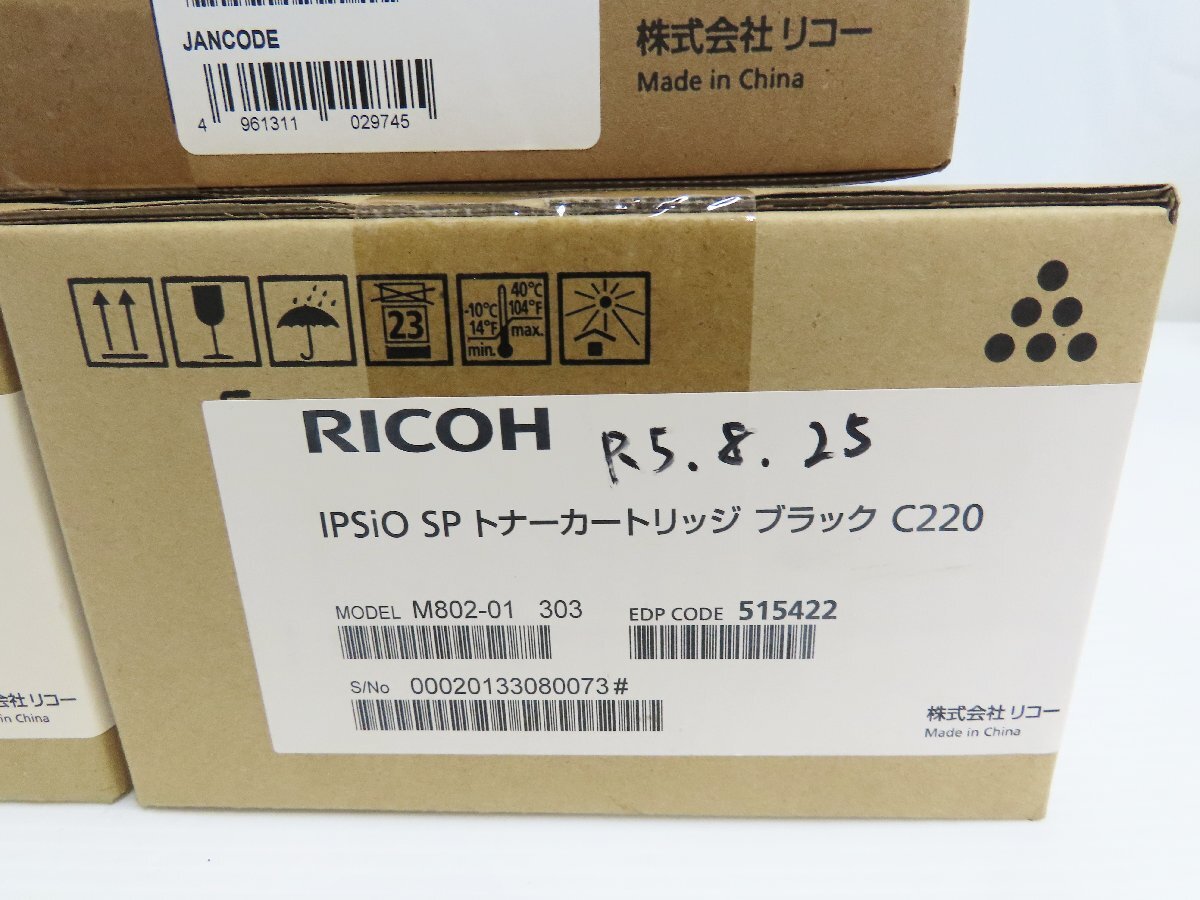 JANCODE
4 961311 029745
株式会社 リコー
Made in China
23
-10°C
14°F
min.
40°C
104°F
max.
RICOH R5.8.25
IPSiO SP トナーカートリッジ ブラック C220
MODEL M802-01 303 EDP CODE 515422
S/No 00020133080073#
株式会社 リコー
Made in China
会社 リコー
in China